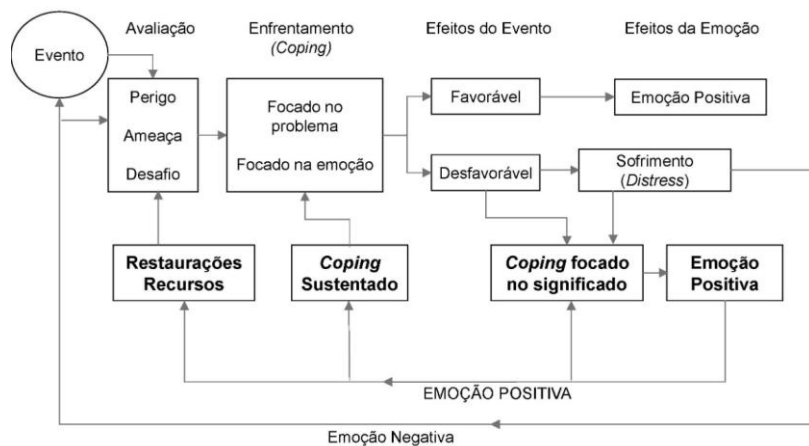 Avaliação
Enfrentamento
(Coping)
Efeitos do Evento
Efeitos da Emoção
Evento
Perigo
Ameaça
Desafio
Focado no
problema
Focado na emoção
Favorável
Emoção Positiva
Desfavorável
Sofrimento
(Distress)
Restaurações
Recursos
Coping
Sustentado
Coping focado
no significado
Emoção
Positiva
EMOÇÃO POSITIVA
Emoção Negativa